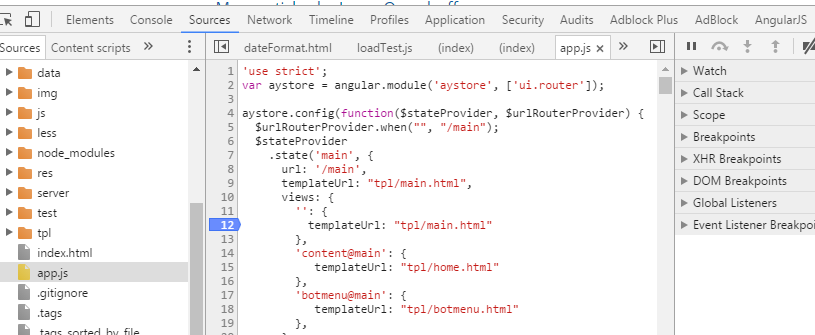 Elements Console Sources Network Timeline Profiles Application Security Audits Adblock Plus AdBlock AngularJS
Sources Content scripts » dateFormat.html loadTest.js (index) (index) app.js × »
data
img
js
less
node_modules
res
server
test
tpl
index.html
app.js
.gitignore
.tags
.tags_sorted_by_file
1 'use strict';
2 var aystore = angular.module('aystore', ['ui.router']);
3
4 aystore.config(function($stateProvider, $urlRouterProvider) {
5 $urlRouterProvider.when("", "/main");
6 $stateProvider
7 .state('main', {
8 url: '/main',
9 templateUrl: "tpl/main.html",
10 views: {
11 '': {
12 templateUrl: "tpl/main.html"
13 },
14 'content@main': {
15 templateUrl: "tpl/home.html"
16 },
17 'botmenu@main': {
18 templateUrl: "tpl/botmenu.html"
19 },
Watch
Call Stack
Scope
Breakpoints
XHR Breakpoints
DOM Breakpoints
Global Listeners
Event Listener Breakpoi